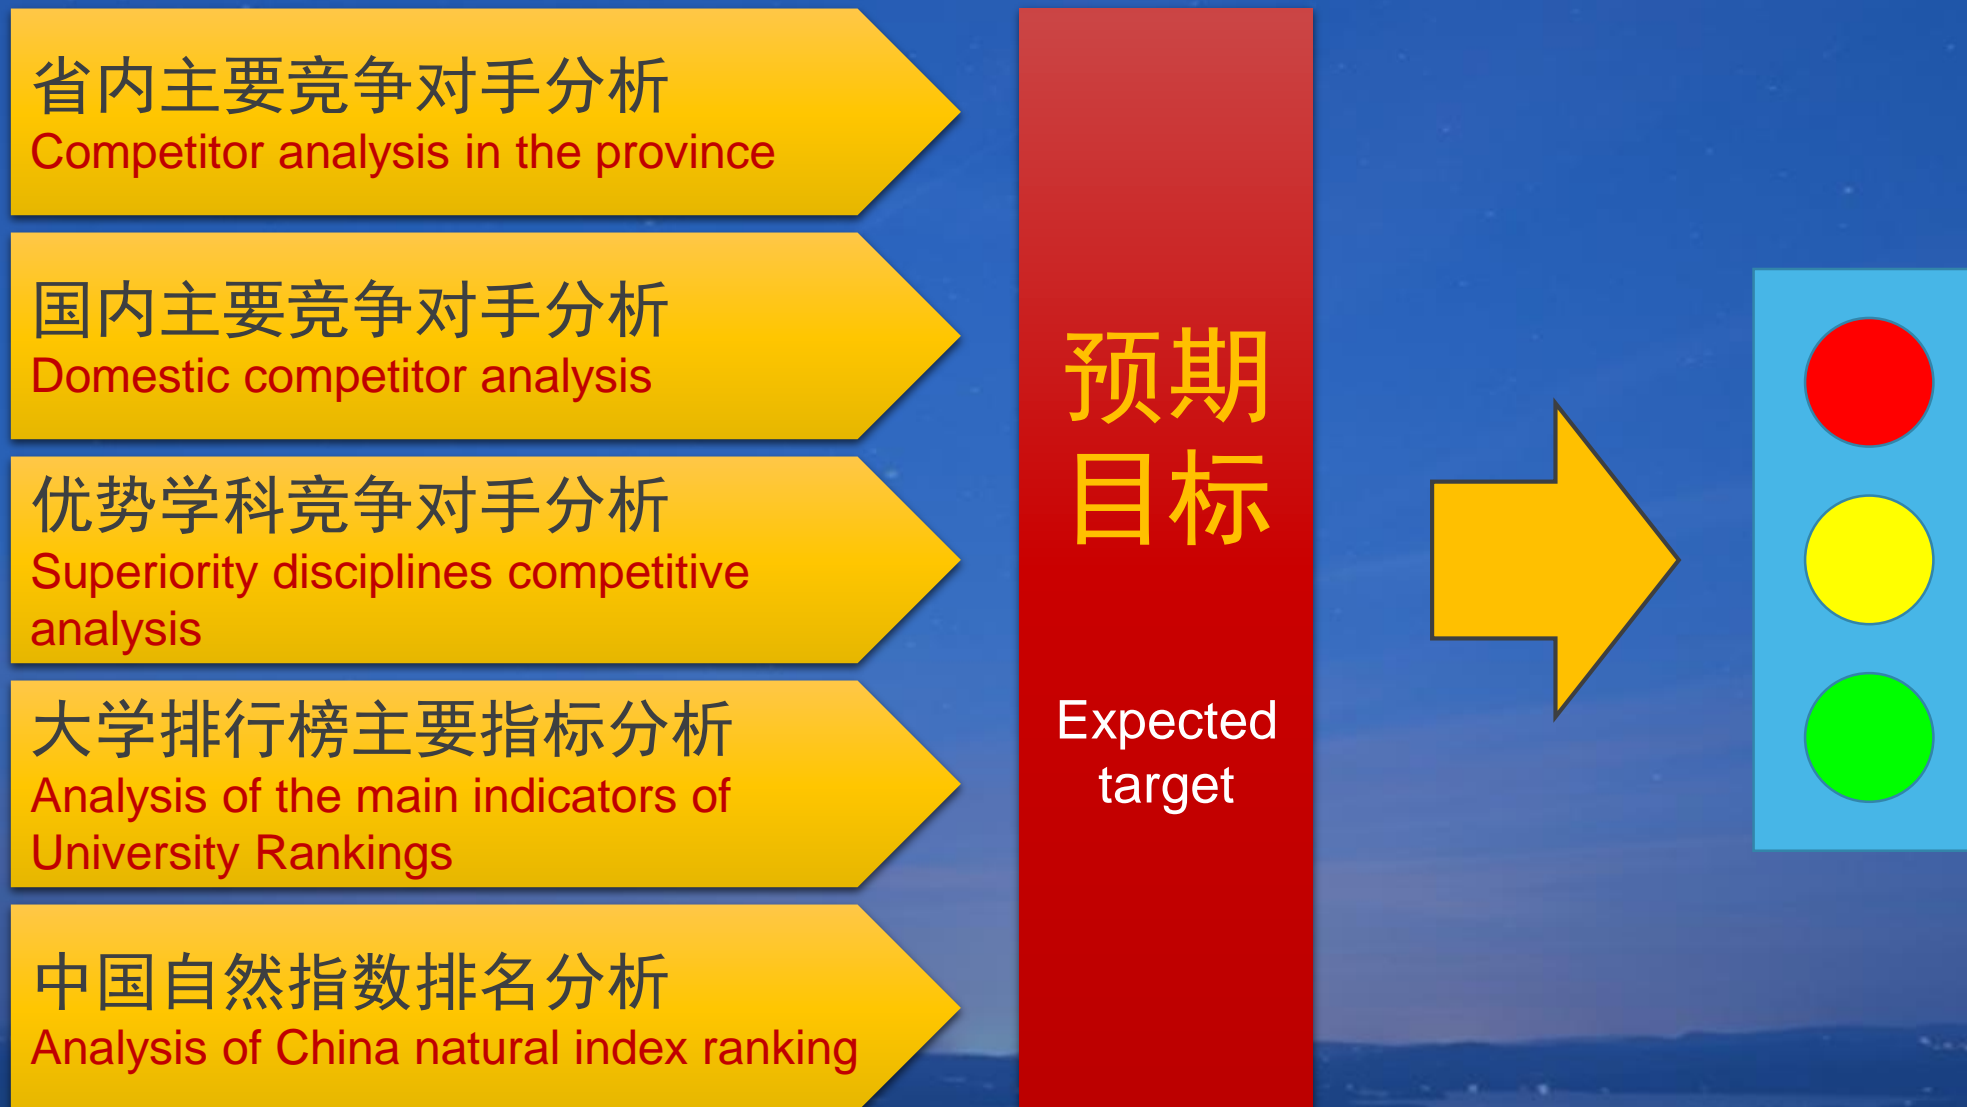 省内主要竞争对手分析
Competitor analysis in the province
国内主要竞争对手分析
Domestic competitor analysis
优势学科竞争对手分析
Superiority disciplines competitive
analysis
大学排行榜主要指标分析
Analysis of the main indicators of
University Rankings
中国自然指数排名分析
Analysis of China natural index ranking
预期
目标
Expected
target